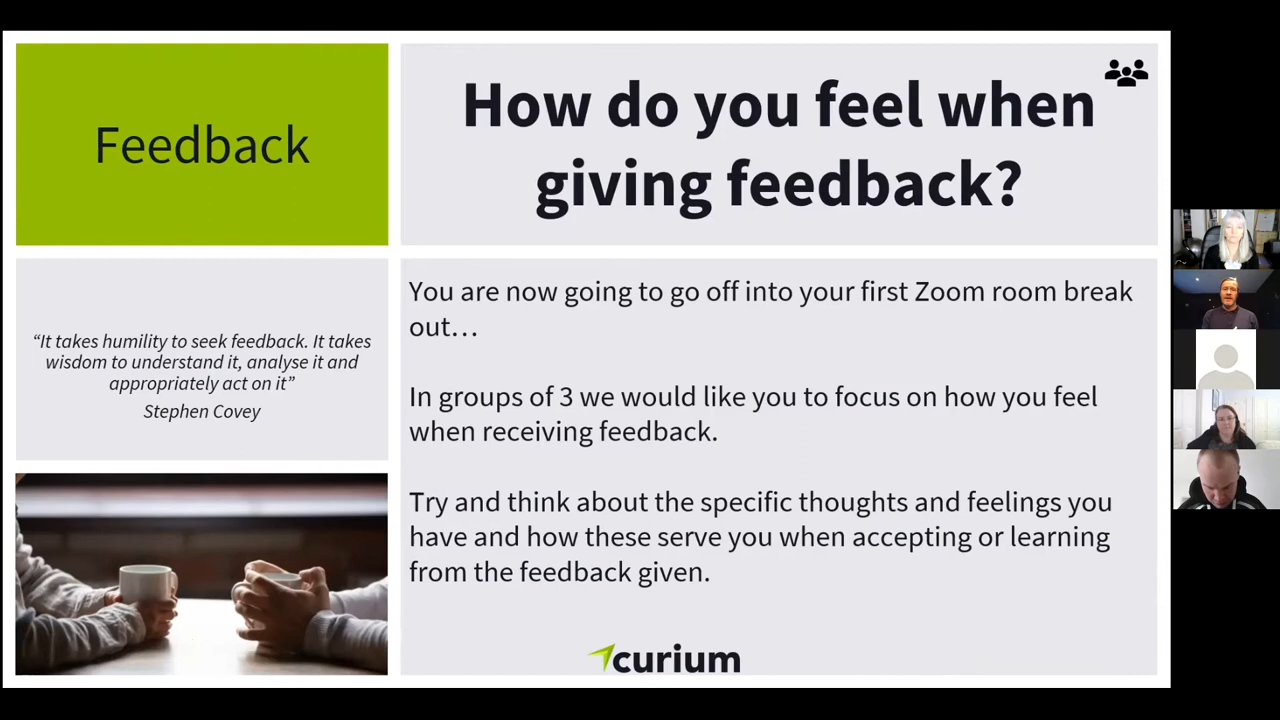 Feedback
How do you feel when
giving feedback?
“It takes humility to seek feedback. It takes
wisdom to understand it, analyse it and
appropriately act on it”
Stephen Covey
You are now going to go off into your first Zoom room break
out…
In groups of 3 we would like you to focus on how you feel
when receiving feedback.
Try and think about the specific thoughts and feelings you
have and how these serve you when accepting or learning
from the feedback given.
curium